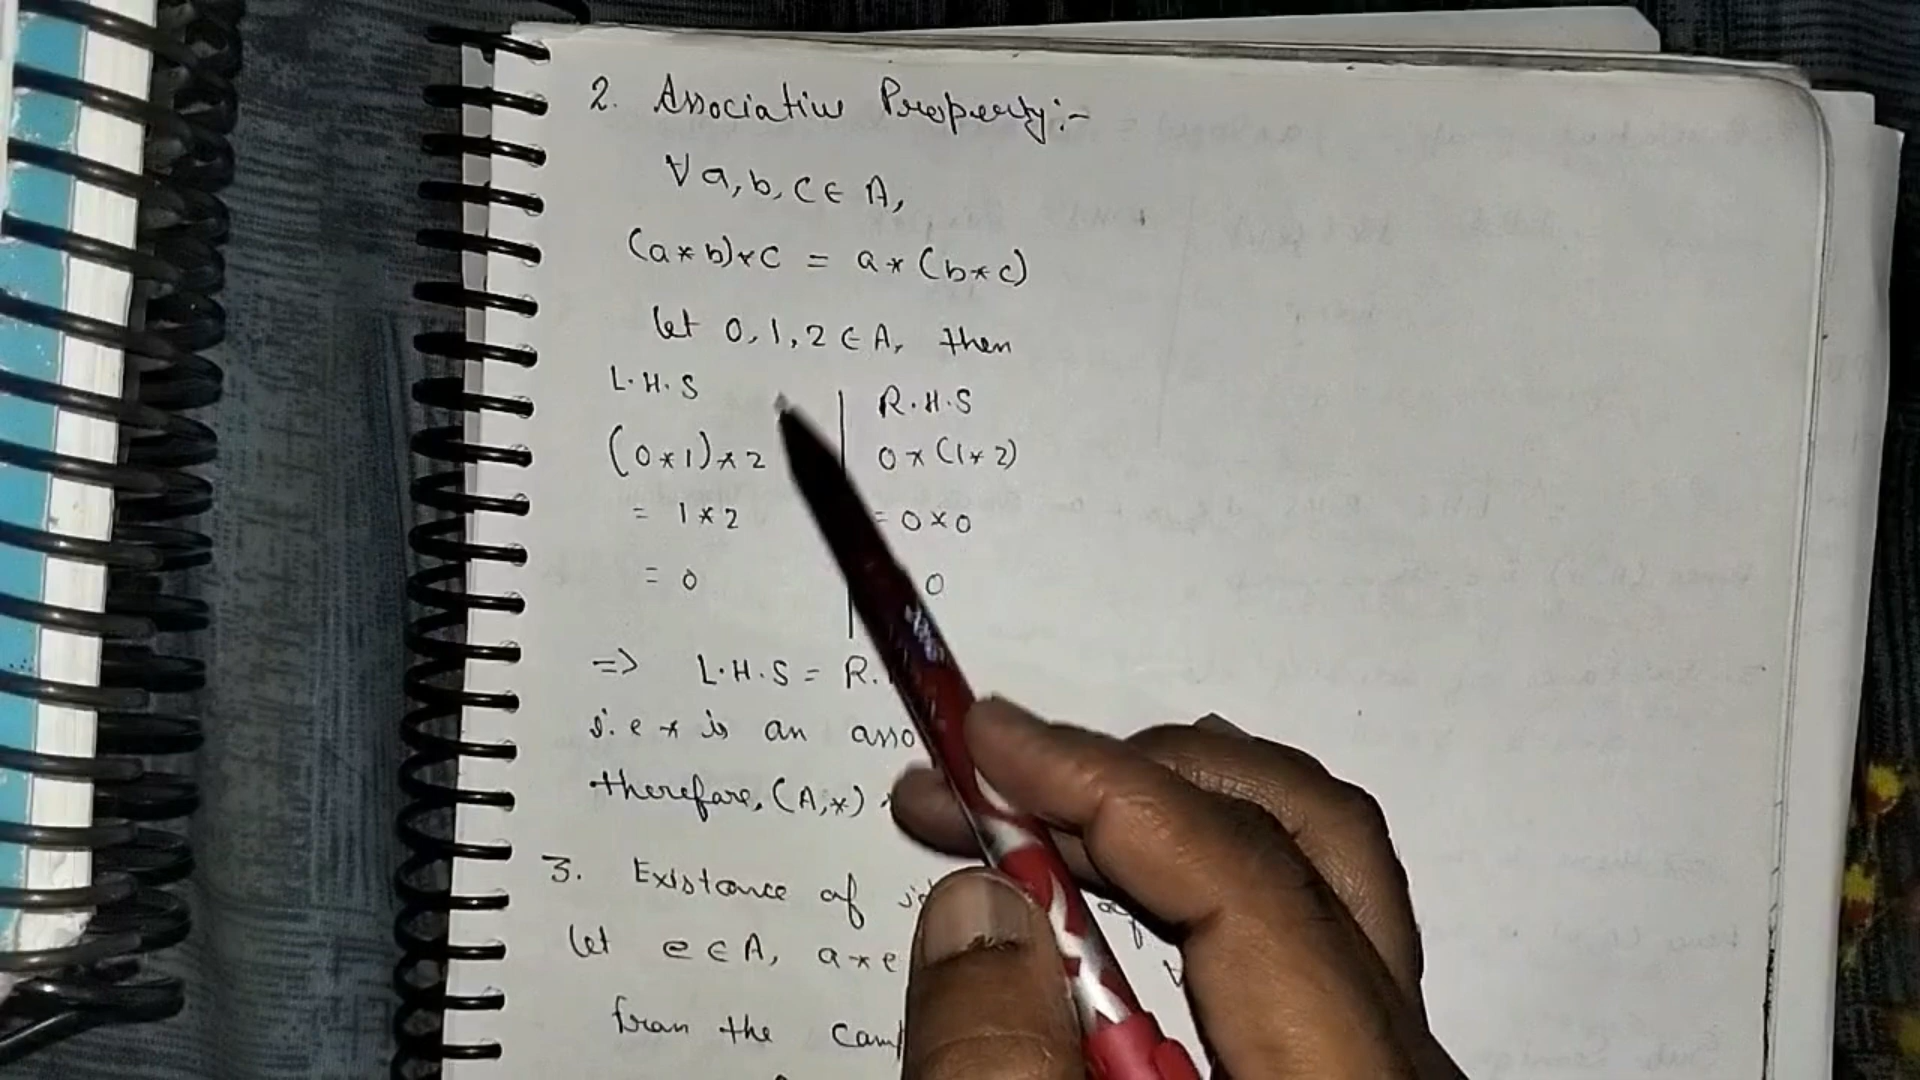 2. Associative Property:-
∀ a, b, c ∈ A,
(a * b) * c = a * (b * c)
let 0, 1, 2 ∈ A, then
L.H.S R.H.S
(0 * 1) * 2 0 * (1 * 2)
= 1 * 2 = 0 * 0
= 0 0
=> L.H.S = R.
i.e * is an asso
therefore, (A, *)
3. Existance of
let e ∈ A, a * e ∀
from the